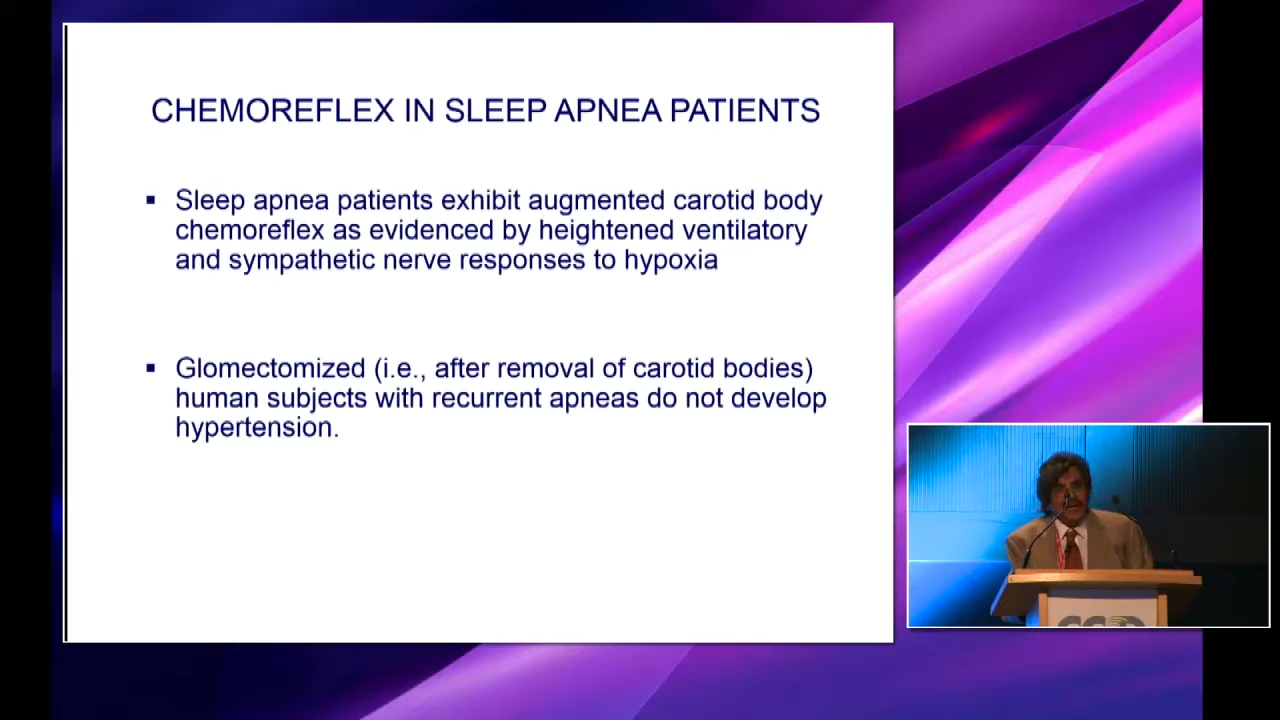 CHEMOREFLEX IN SLEEP APNEA PATIENTS
▪ Sleep apnea patients exhibit augmented carotid body
chemoreflex as evidenced by heightened ventilatory
and sympathetic nerve responses to hypoxia
▪ Glomectomized (i.e., after removal of carotid bodies)
human subjects with recurrent apneas do not develop
hypertension.